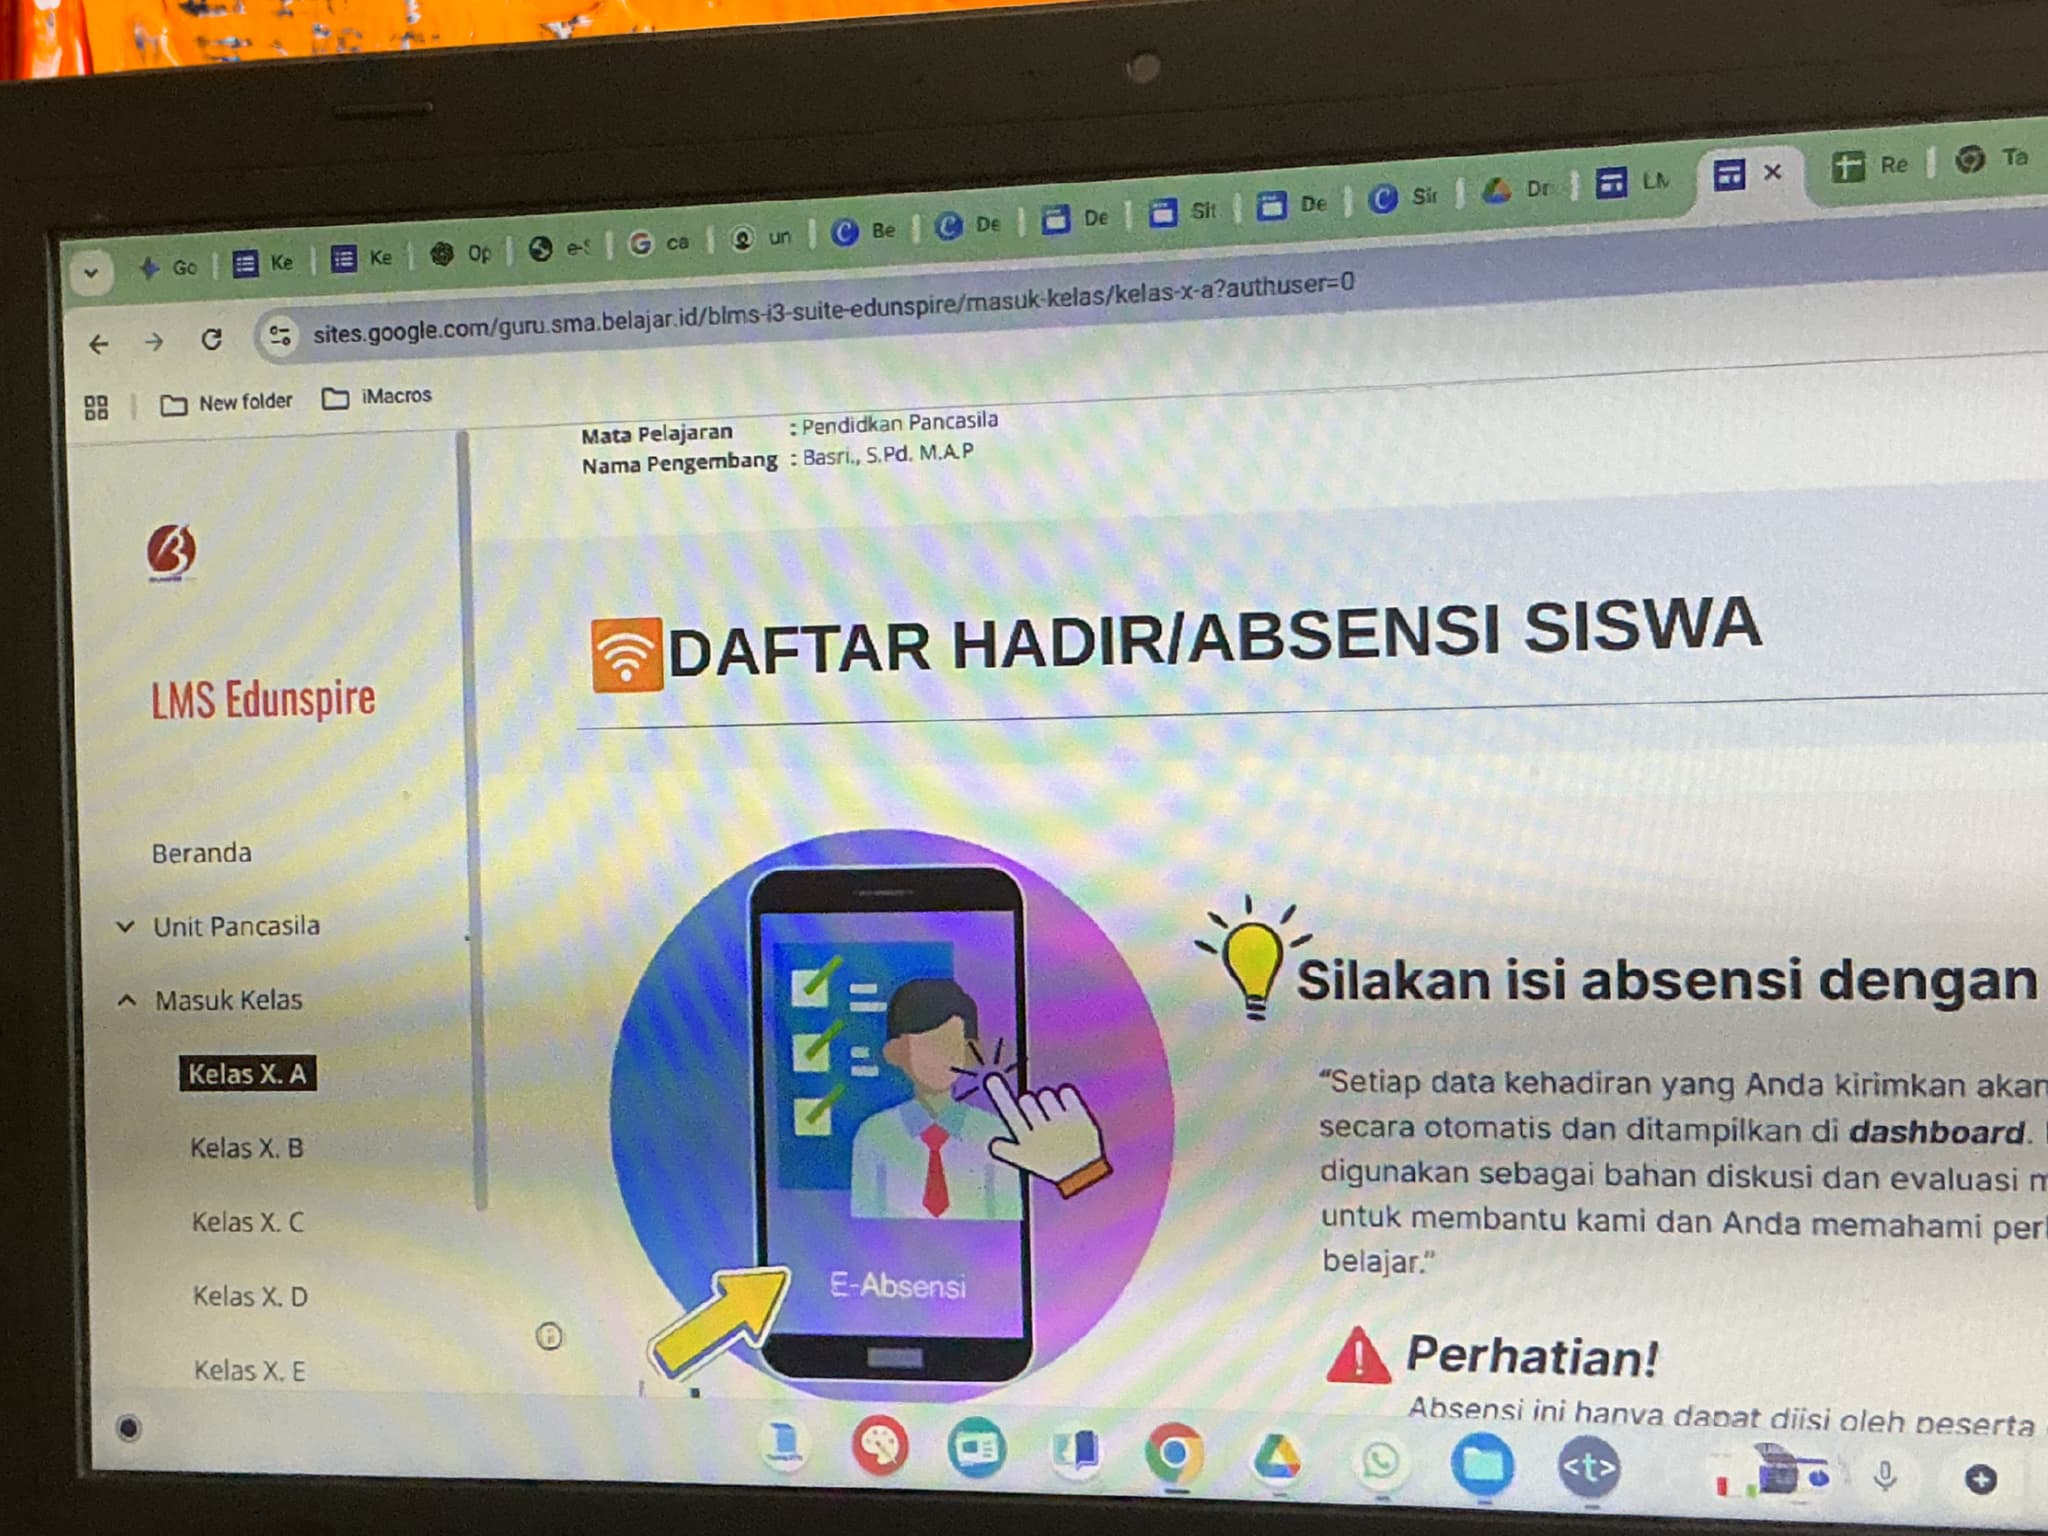 Go
Ke
Ke
Op
ca
un
Be
De
De
Sit
De
Sir
Dr
Re
Ta
sites.google.com/guru.sma.belajar.id/blms-i3-suite-edunspire/masuk-kelas/kelas-x-a?authuser=0
New folder
iMacros
Mata Pelajaran : Pendidkan Pancasila
Nama Pengembang : Basri., S.Pd. M.A.P
DAFTAR HADIR/ABSENSI SISWA
LMS Edunspire
Beranda
Unit Pancasila
Masuk Kelas
Kelas X. A
Kelas X. B
Kelas X. C
Kelas X. D
Kelas X. E
E-Absensi
Silakan isi absensi dengan
“Setiap data kehadiran yang Anda kirimkan akan
secara otomatis dan ditampilkan di dashboard.
digunakan sebagai bahan diskusi dan evaluasi
untuk membantu kami dan Anda memahami
belajar.”
Perhatian!
Absensi ini hanya dapat diisi oleh peserta
<t>